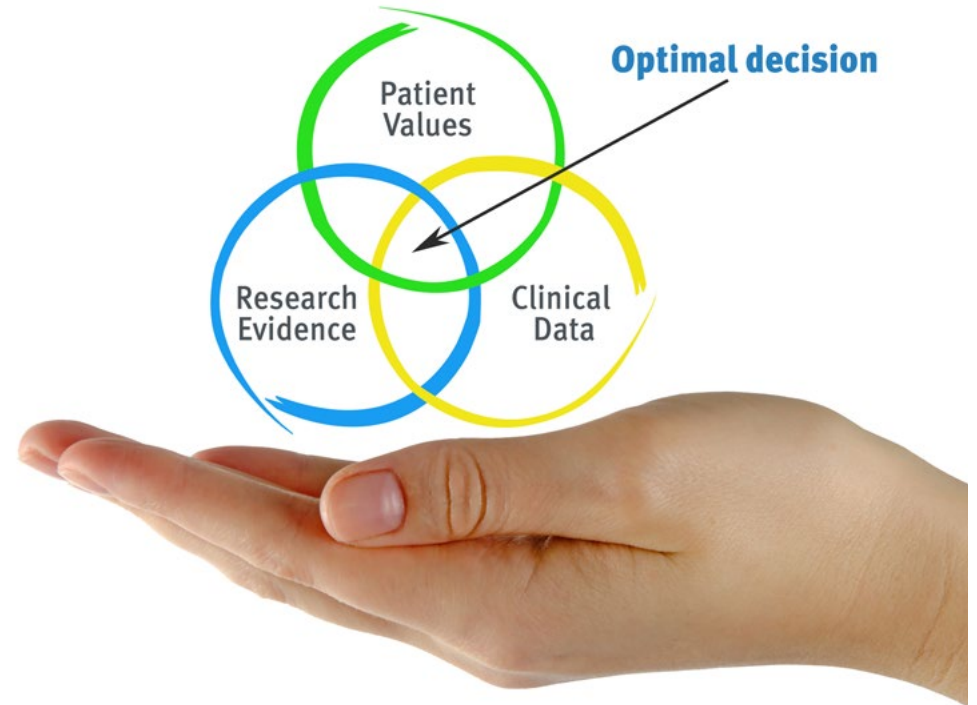 Optimal decision
Patient
Values
Research
Evidence
Clinical
Data